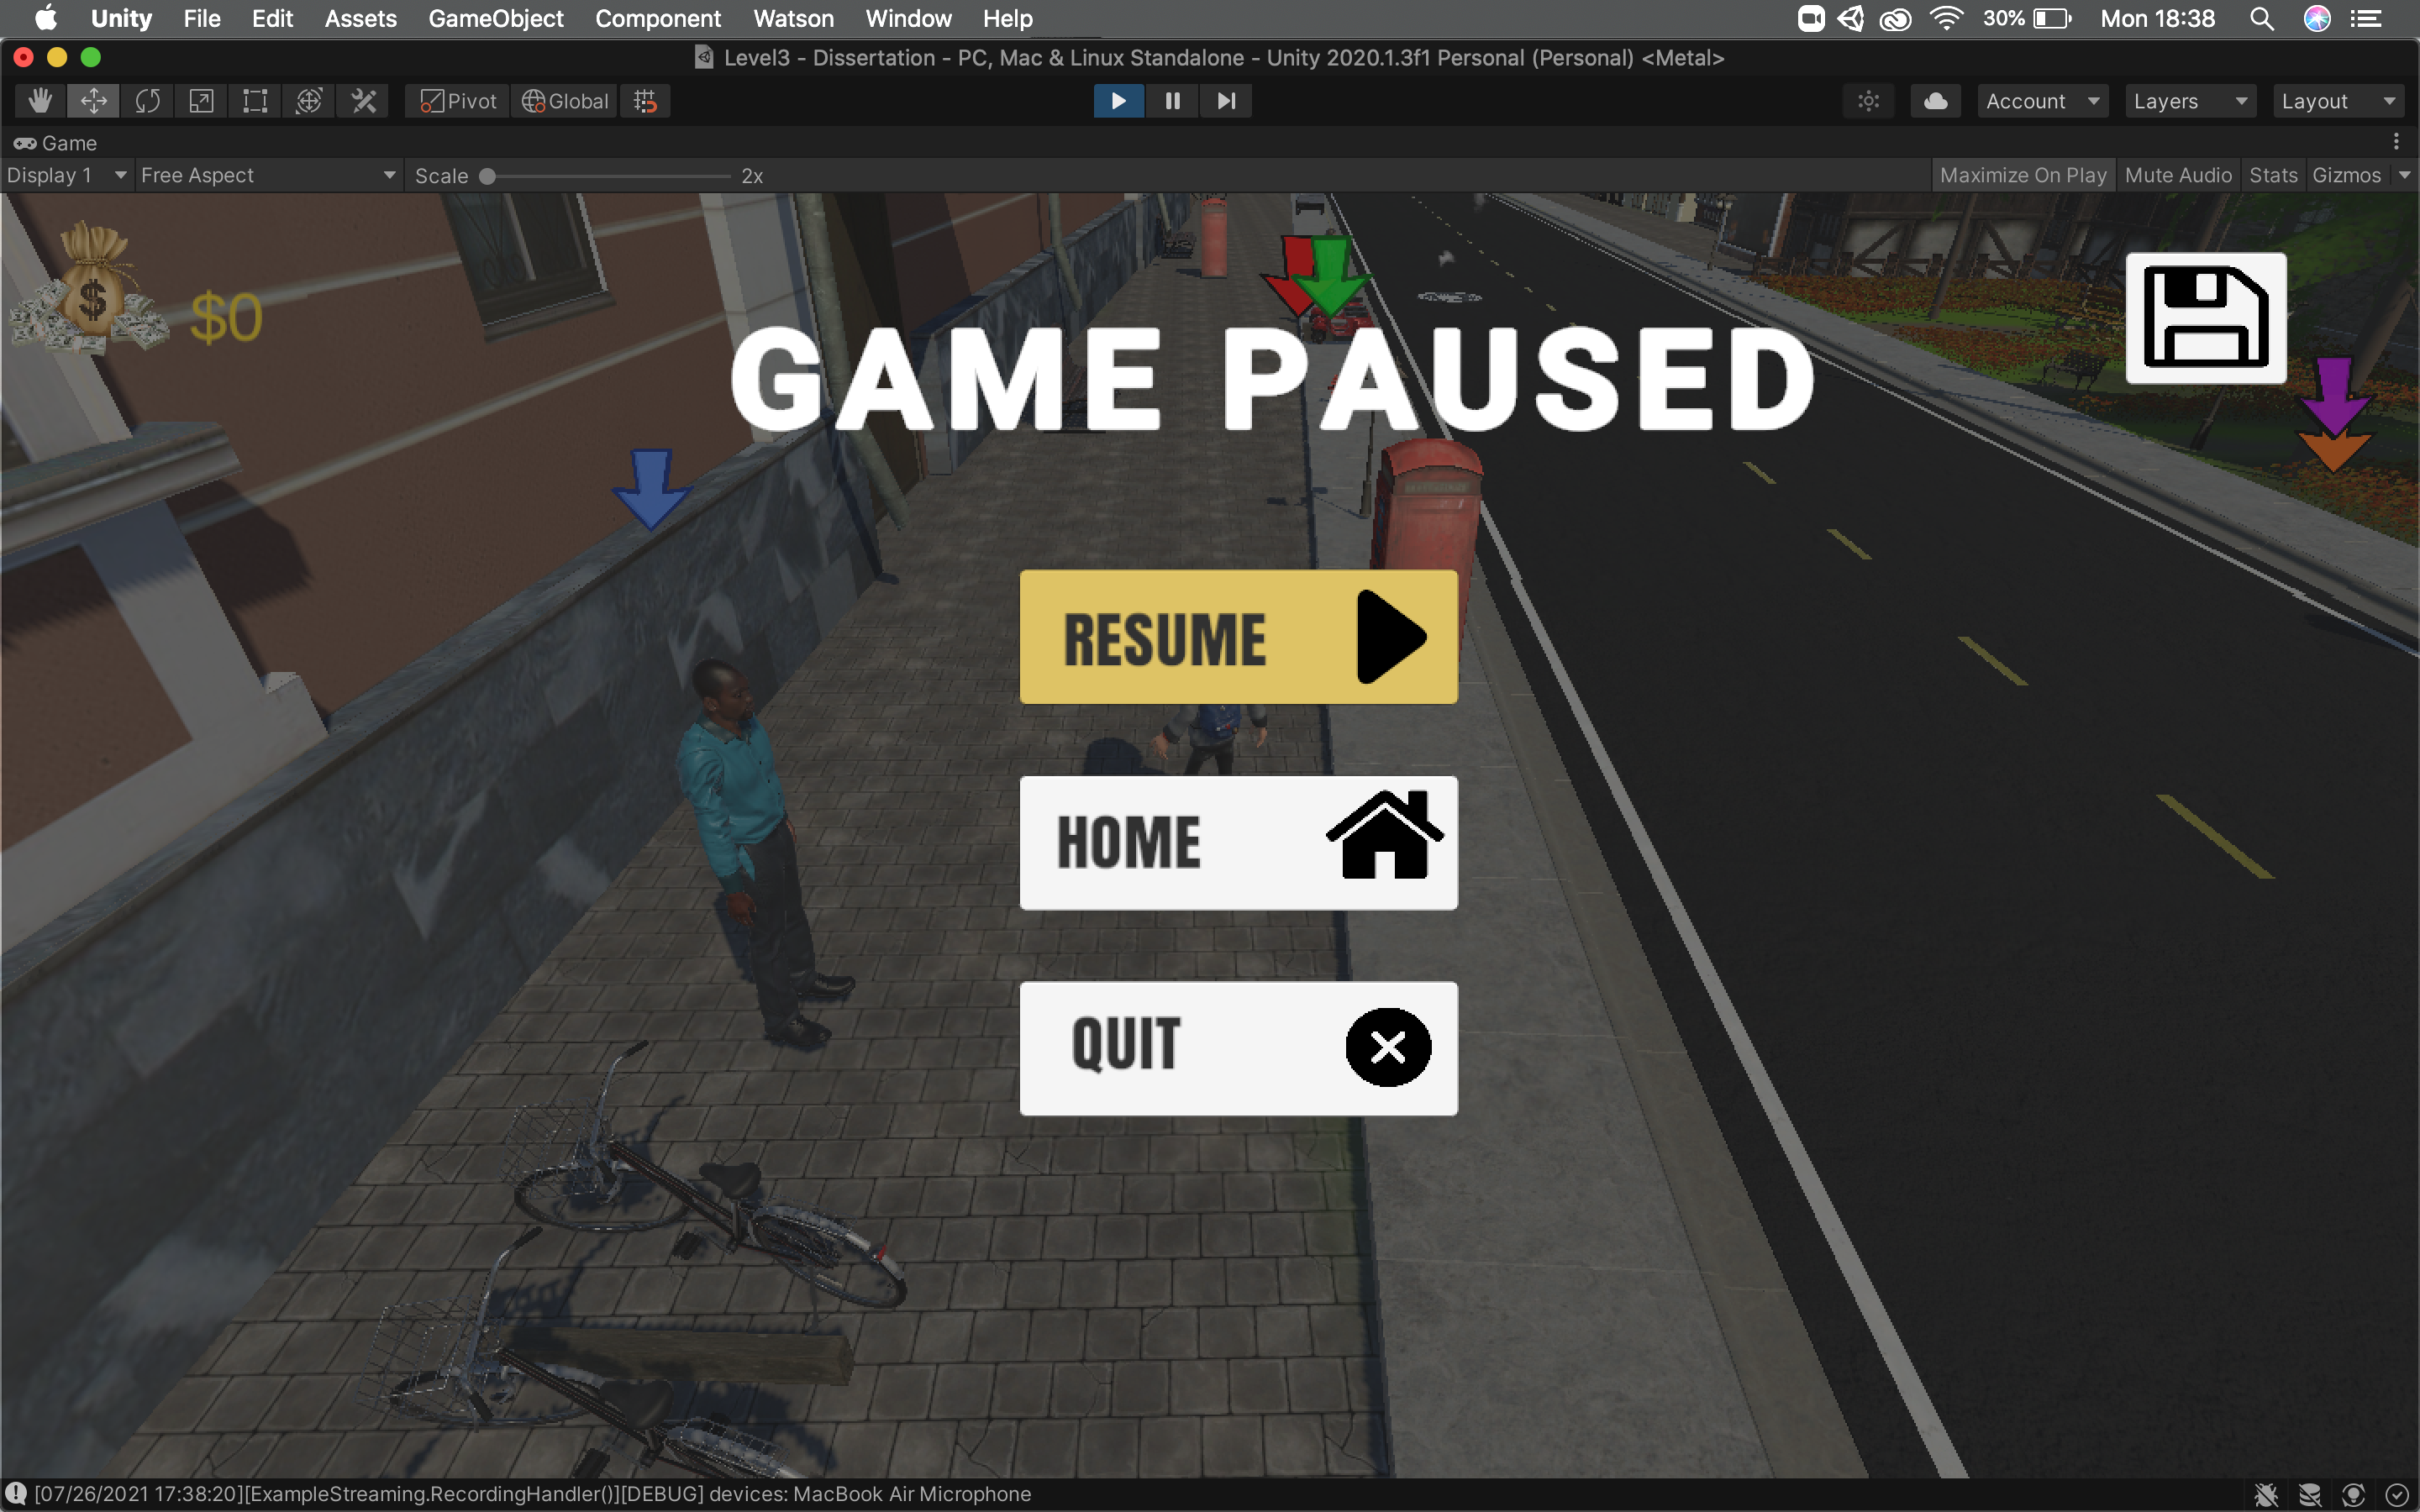 Unity File Edit Assets GameObject Component Watson Window Help 30% Mon 18:38
Level3 - Dissertation - PC, Mac & Linux Standalone - Unity 2020.1.3f1 Personal (Personal) <Metal>
Pivot Global Account Layers Layout
Game
Display 1 Free Aspect Scale 2x Maximize On Play Mute Audio Stats Gizmos
$
$0
GAME PAUSED
RESUME
HOME
QUIT
[07/26/2021 17:38:20][ExampleStreaming.RecordingHandler()][DEBUG] devices: MacBook Air Microphone